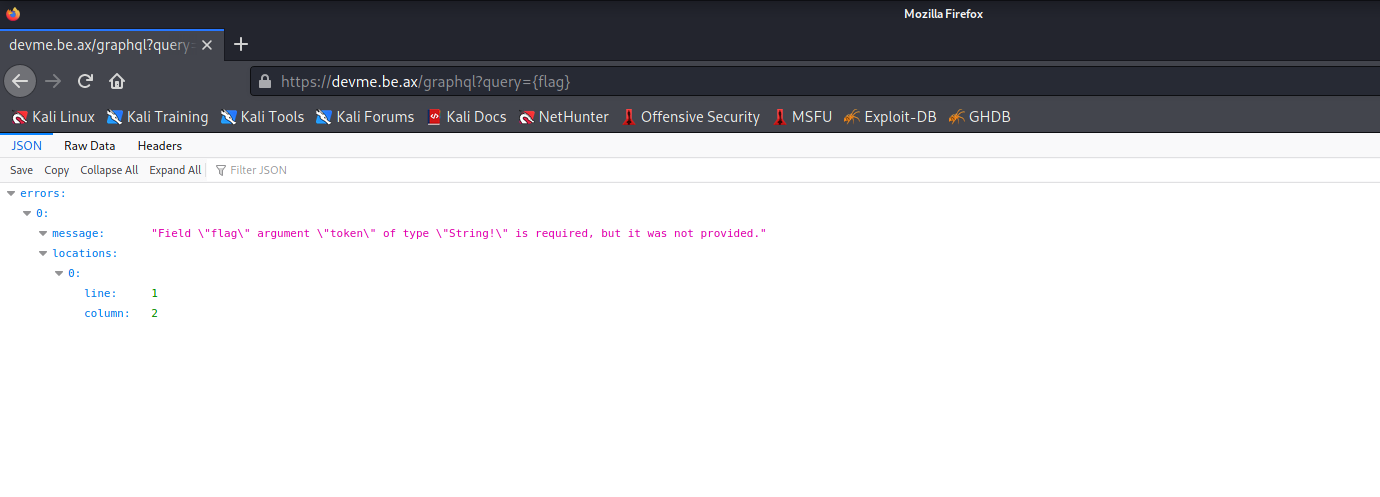 Mozilla Firefox
devme.be.ax/graphql?query=
https://devme.be.ax/graphql?query={flag}
Kali Linux Kali Training Kali Tools Kali Forums Kali Docs NetHunter Offensive Security MSFU Exploit-DB GHDB
JSON Raw Data Headers
Save Copy Collapse All Expand All Filter JSON
errors:
0:
message: "Field \"flag\" argument \"token\" of type \"String!\" is required, but it was not provided."
locations:
0:
line: 1
column: 2